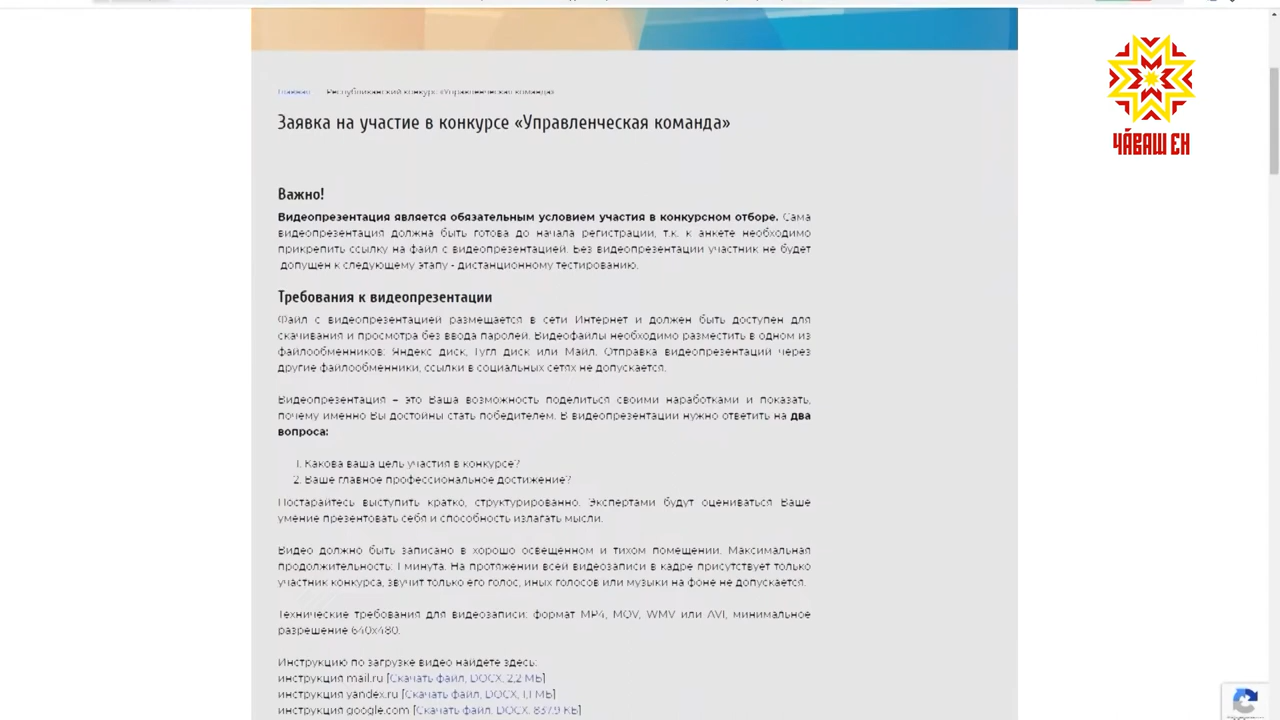 Главная Республиканский конкурс «Управленческая команда»
Заявка на участие в конкурсе «Управленческая команда»
ЧӐВАШ ЕН
Важно!
Видеопрезентация является обязательным условием участия в конкурсном отборе. Сама
видеопрезентация должна быть готова до начала регистрации, т.к. к анкете необходимо
прикрепить ссылку на файл с видеопрезентацией. Без видеопрезентации участник не будет
допущен к следующему этапу - дистанционному тестированию.
Требования к видеопрезентации
Файл с видеопрезентацией размещается в сети Интернет и должен быть доступен для
скачивания и просмотра без ввода паролей. Видеофайлы необходимо разместить в одном из
файлообменников: Яндекс диск, Гугл диск или Майл. Отправка видеопрезентаций через
другие файлообменники, ссылки в социальных сетях не допускается.
Видеопрезентация – это Ваша возможность поделиться своими наработками и показать,
почему именно Вы достойны стать победителем. В видеопрезентации нужно ответить на два
вопроса:
1. Какова ваша цель участия в конкурсе?
2. Ваше главное профессиональное достижение?
Постарайтесь выступить кратко, структурированно. Экспертами будут оцениваться Ваше
умение презентовать себя и способность излагать мысли.
Видео должно быть записано в хорошо освещенном и тихом помещении. Максимальная
продолжительность: 1 минута. На протяжении всей видеозаписи в кадре присутствует только
участник конкурса, звучит только его голос, иных голосов или музыки на фоне не допускается.
Технические требования для видеозаписи: формат MP4, MOV, WMV или AVI, минимальное
разрешение 640x480.
Инструкцию по загрузке видео найдете здесь:
инструкция mail.ru [Скачать файл, DOCX, 2,2 МБ]
инструкция yandex.ru [Скачать файл, DOCX, 1,1 МБ]
инструкция google.com [Скачать файл, DOCX, 837,9 КБ]